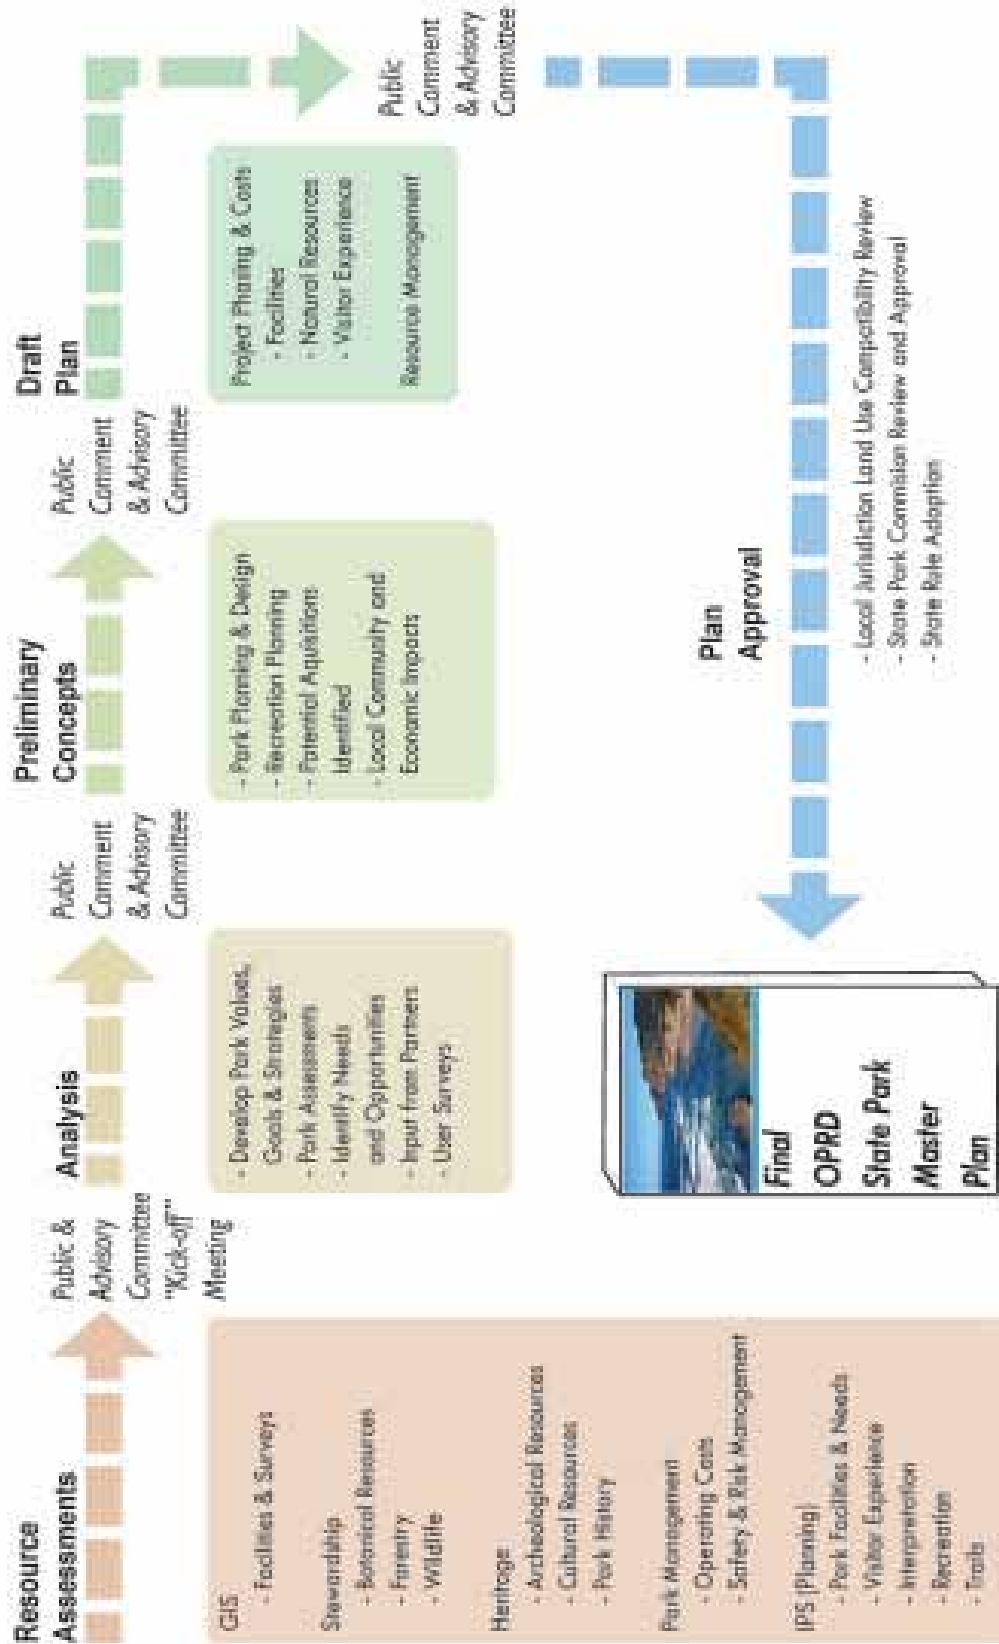 Resource
Assessments
GIS
- Facilities & Surveys
Stewardship
- Botanical Resources
- Forestry
- Wildlife
Heritage
- Archeological Resources
- Cultural Resources
- Park History
Park Management
- Operating Costs
- Safety & Risk Management
IPS (Planning)
- Park Facilities & Needs
- Visitor Experience
- Interpretation
- Recreation
- Trails
Public &
Advisory
Committee
"Kick-off"
Meeting
Analysis
- Develop Park Values,
Goals & Strategies
- Park Assessments
- Identify Needs
and Opportunities
- Input from Partners
- User Surveys
Public
Comment
& Advisory
Committee
Preliminary
Concepts
- Park Planning & Design
- Recreation Planning
- Potential Aquisitions
Identified
- Local Community and
Economic Impacts
Public
Comment
& Advisory
Committee
Draft
Plan
Project Phasing & Costs
- Facilities
- Natural Resources
- Visitor Experience
Resource Management
Public
Comment
& Advisory
Committee
Plan
Approval
- Local Jurisdiction Land Use Compatibility Review
- State Park Commision Review and Approval
- State Rule Adoption
Final
OPRD
State Park
Master
Plan